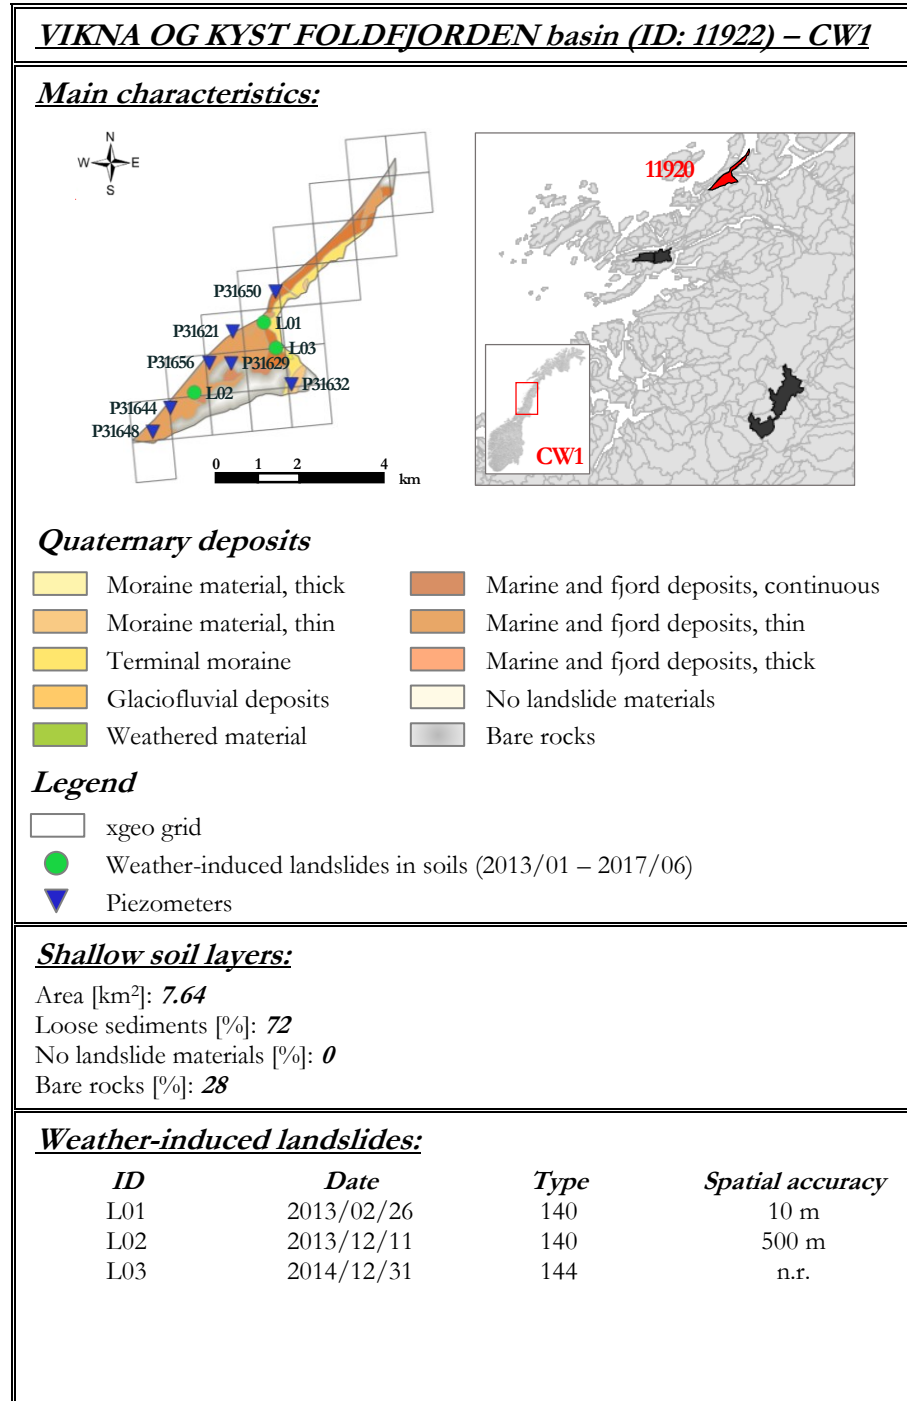 VIKNA OG KYST FOLDFJORDEN basin (ID: 11922) – CW1
Main characteristics:
N
W E
S
P31650
L01
P31621
L03
P31656
P31629
P31632
L02
P31644
P31648
0 1 2 4
km
11920
CW1
Quaternary deposits
Moraine material, thick
Marine and fjord deposits, continuous
Moraine material, thin
Marine and fjord deposits, thin
Terminal moraine
Marine and fjord deposits, thick
Glaciofluvial deposits
No landslide materials
Weathered material
Bare rocks
Legend
xgeo grid
Weather-induced landslides in soils (2013/01 – 2017/06)
Piezometers
Shallow soil layers:
Area [km²]: 7.64
Loose sediments [%]: 72
No landslide materials [%]: 0
Bare rocks [%]: 28
Weather-induced landslides:
ID Date Type Spatial accuracy
L01 2013/02/26 140 10 m
L02 2013/12/11 140 500 m
L03 2014/12/31 144 n.r.